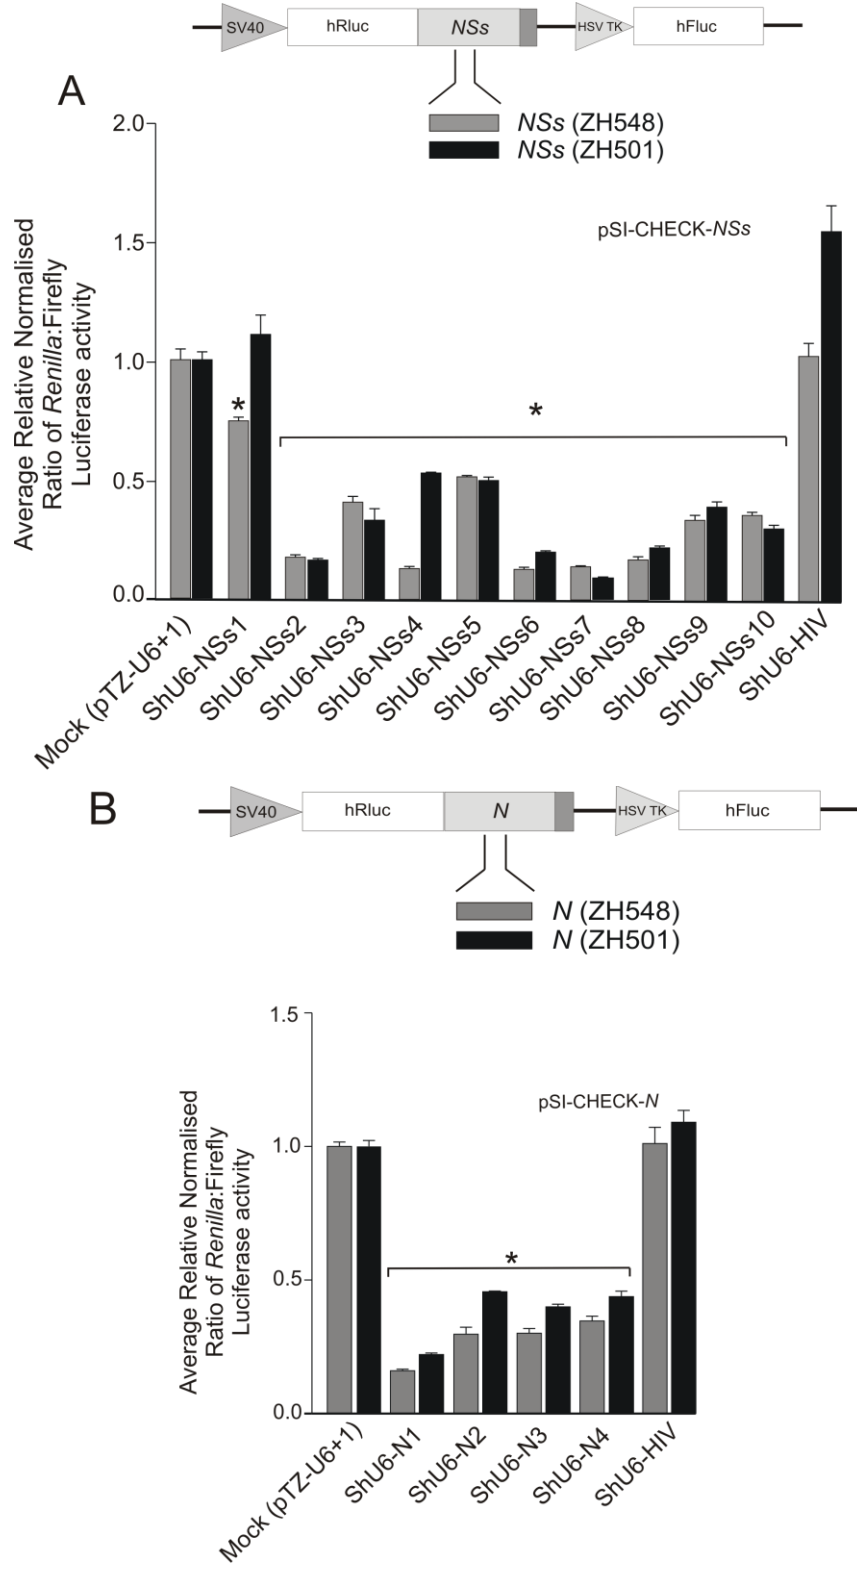 SV40 hRluc NSs HSV TK hFluc
A
NSs (ZH548)
NSs (ZH501)
pSI-CHECK-NSs
Average Relative Normalised
Ratio of Renilla:Firefly
Luciferase activity
2.0
1.5
1.0
0.5
0.0
*
*
Mock (pTZ-U6+1)
ShU6-NSs1
ShU6-NSs2
ShU6-NSs3
ShU6-NSs4
ShU6-NSs5
ShU6-NSs6
ShU6-NSs7
ShU6-NSs8
ShU6-NSs9
ShU6-NSs10
ShU6-HIV
B
SV40 hRluc N HSV TK hFluc
N (ZH548)
N (ZH501)
pSI-CHECK-N
Average Relative Normalised
Ratio of Renilla:Firefly
Luciferase activity
1.5
1.0
0.5
0.0
*
Mock (pTZ-U6+1)
ShU6-N1
ShU6-N2
ShU6-N3
ShU6-N4
ShU6-HIV